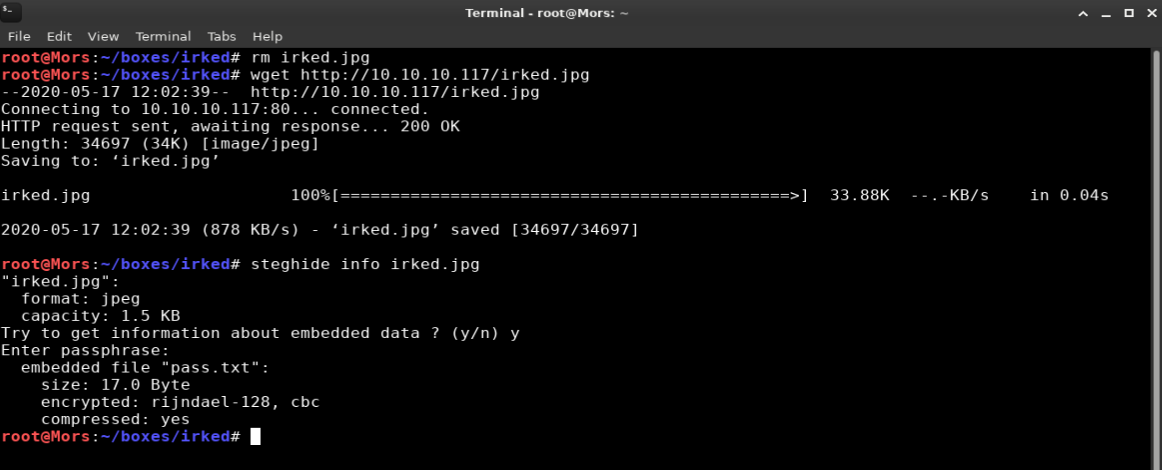 Terminal - root@Mors: ~
File Edit View Terminal Tabs Help
root@Mors:~/boxes/irked# rm irked.jpg
root@Mors:~/boxes/irked# wget http://10.10.10.117/irked.jpg
--2020-05-17 12:02:39--  http://10.10.10.117/irked.jpg
Connecting to 10.10.10.117:80... connected.
HTTP request sent, awaiting response... 200 OK
Length: 34697 (34K) [image/jpeg]
Saving to: ‘irked.jpg’
irked.jpg                    100%[=============================================>]  33.88K  --.-KB/s    in 0.04s
2020-05-17 12:02:39 (878 KB/s) - ‘irked.jpg’ saved [34697/34697]
root@Mors:~/boxes/irked# steghide info irked.jpg
"irked.jpg":
  format: jpeg
  capacity: 1.5 KB
Try to get information about embedded data ? (y/n) y
Enter passphrase:
  embedded file "pass.txt":
    size: 17.0 Byte
    encrypted: rijndael-128, cbc
    compressed: yes
root@Mors:~/boxes/irked#